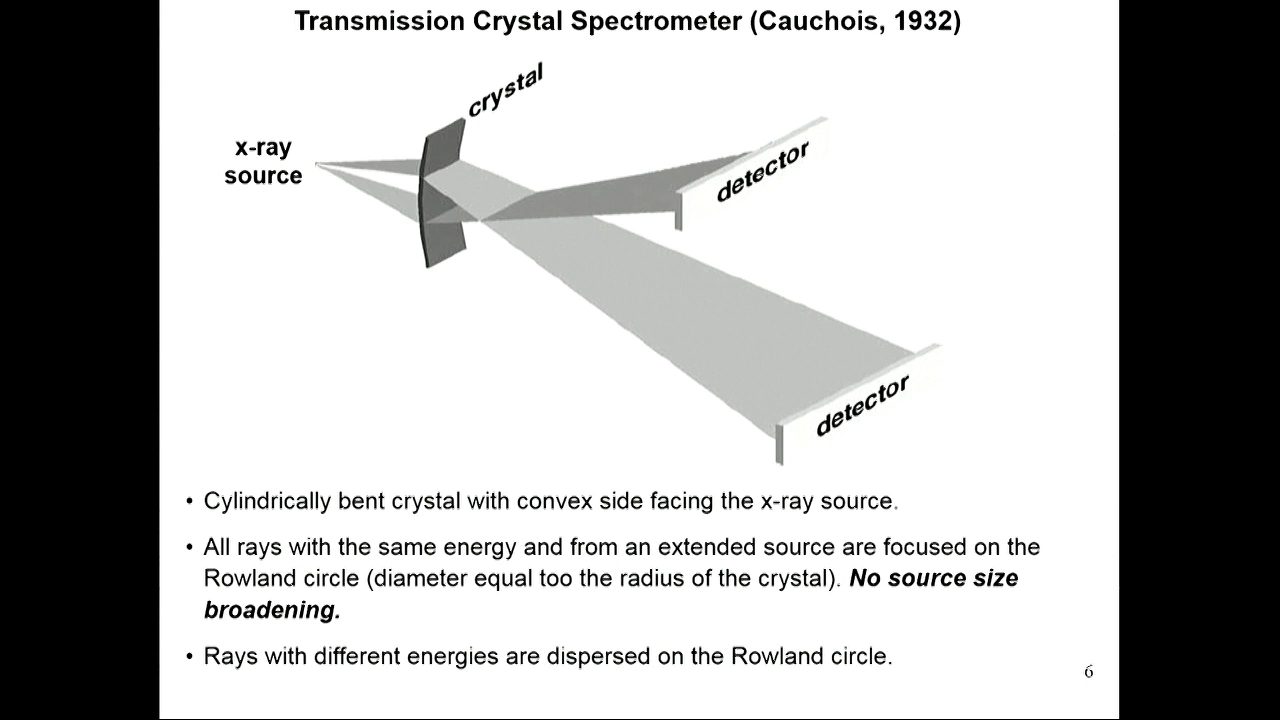 Transmission Crystal Spectrometer (Cauchois, 1932)
crystal
x-ray
source
detector
detector
• Cylindrically bent crystal with convex side facing the x-ray source.
• All rays with the same energy and from an extended source are focused on the
Rowland circle (diameter equal too the radius of the crystal). No source size
broadening.
• Rays with different energies are dispersed on the Rowland circle.
6